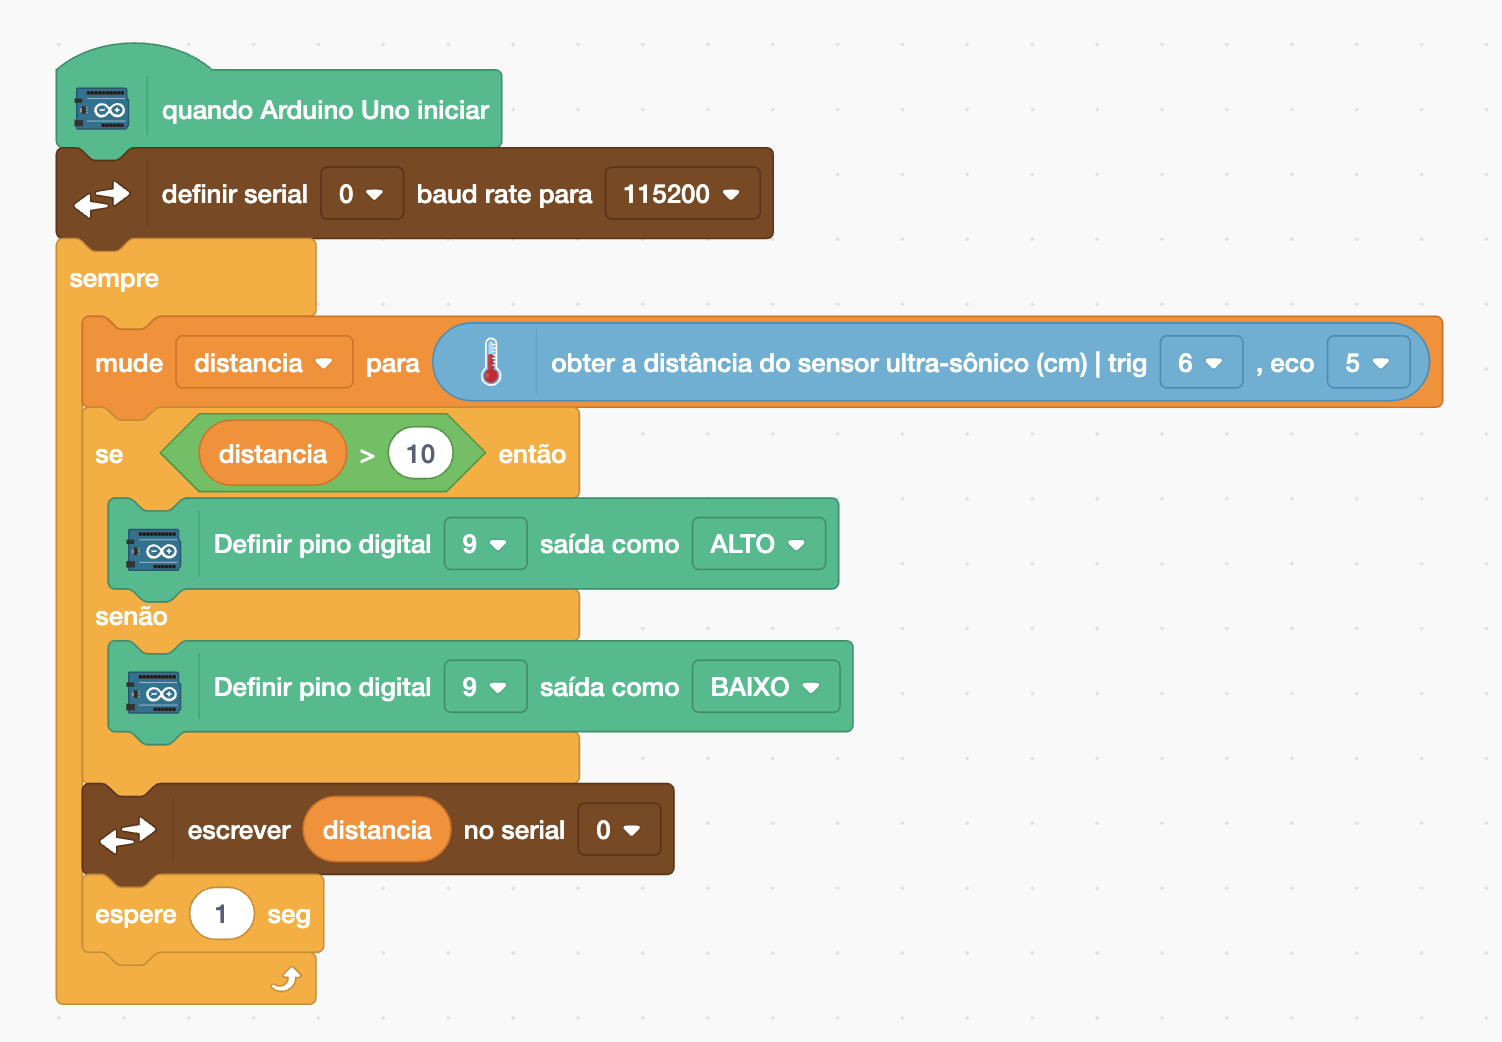 quando Arduino Uno iniciar
definir serial 0 baud rate para 115200
sempre
mude distancia para obter a distância do sensor ultra-sônico (cm) | trig 6 , eco 5
se distancia > 10 então
Definir pino digital 9 saída como ALTO
senão
Definir pino digital 9 saída como BAIXO
escrever distancia no serial 0
espere 1 seg